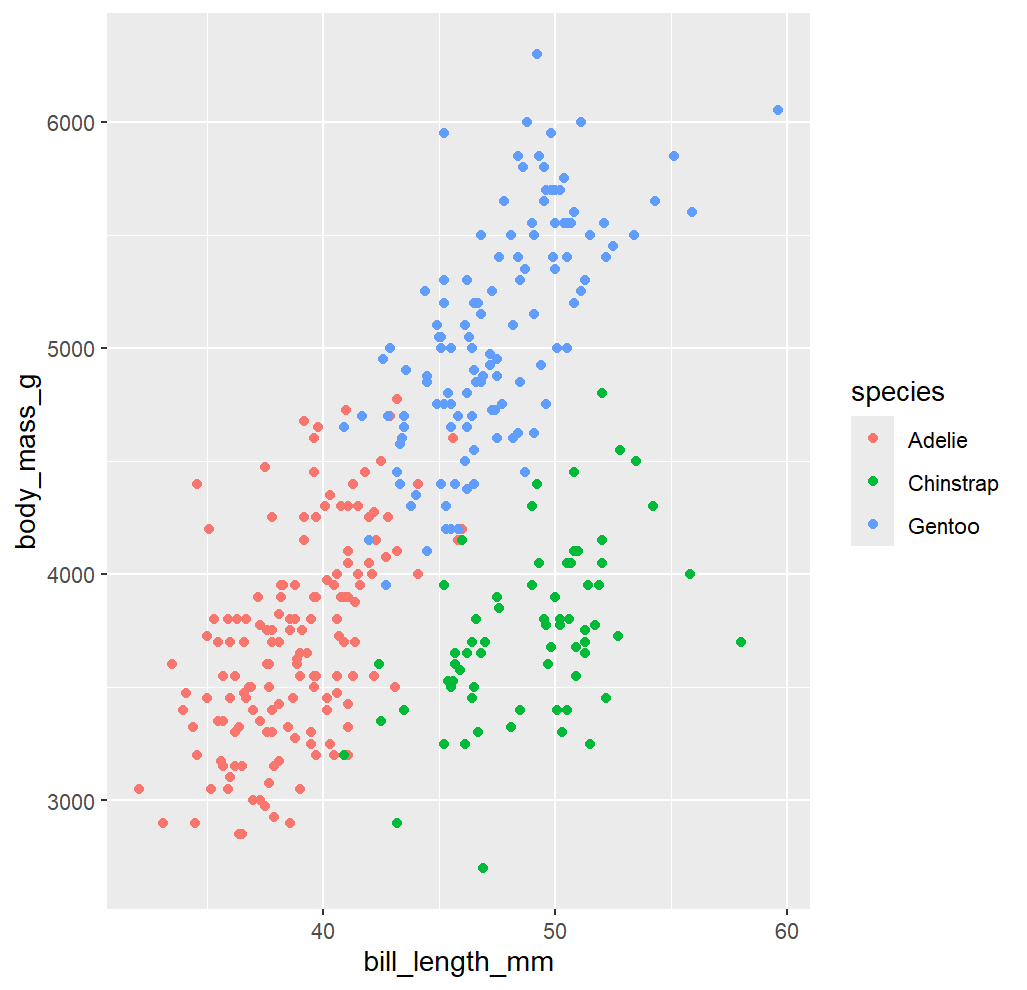 body_mass_g
6000
5000
4000
3000
40 50 60
bill_length_mm
species
Adelie
Chinstrap
Gentoo